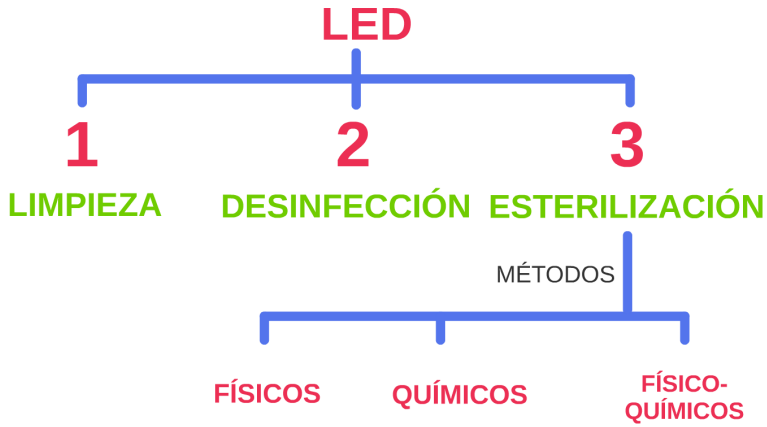 LED
1
2
3
LIMPIEZA
DESINFECCIÓN
ESTERILIZACIÓN
MÉTODOS
FÍSICOS
QUÍMICOS
FÍSICO-
QUÍMICOS